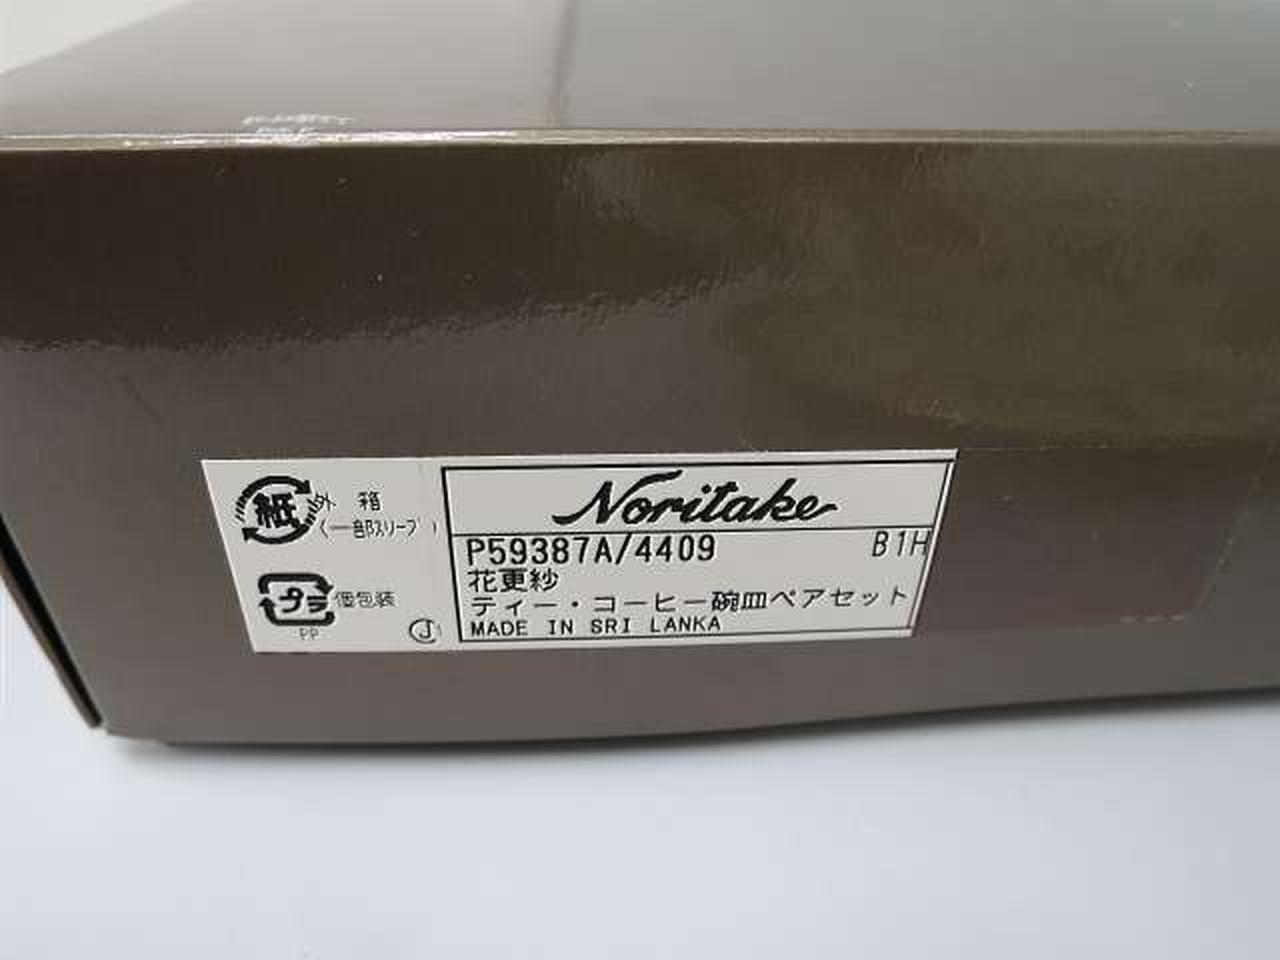 紙 外 箱
(一部スリーブ)
プラ 個包装
PP
J
Noritake
P59387A/4409 B1H
花更紗
ティー・コーヒー碗皿ペアセット
MADE IN SRI LANKA